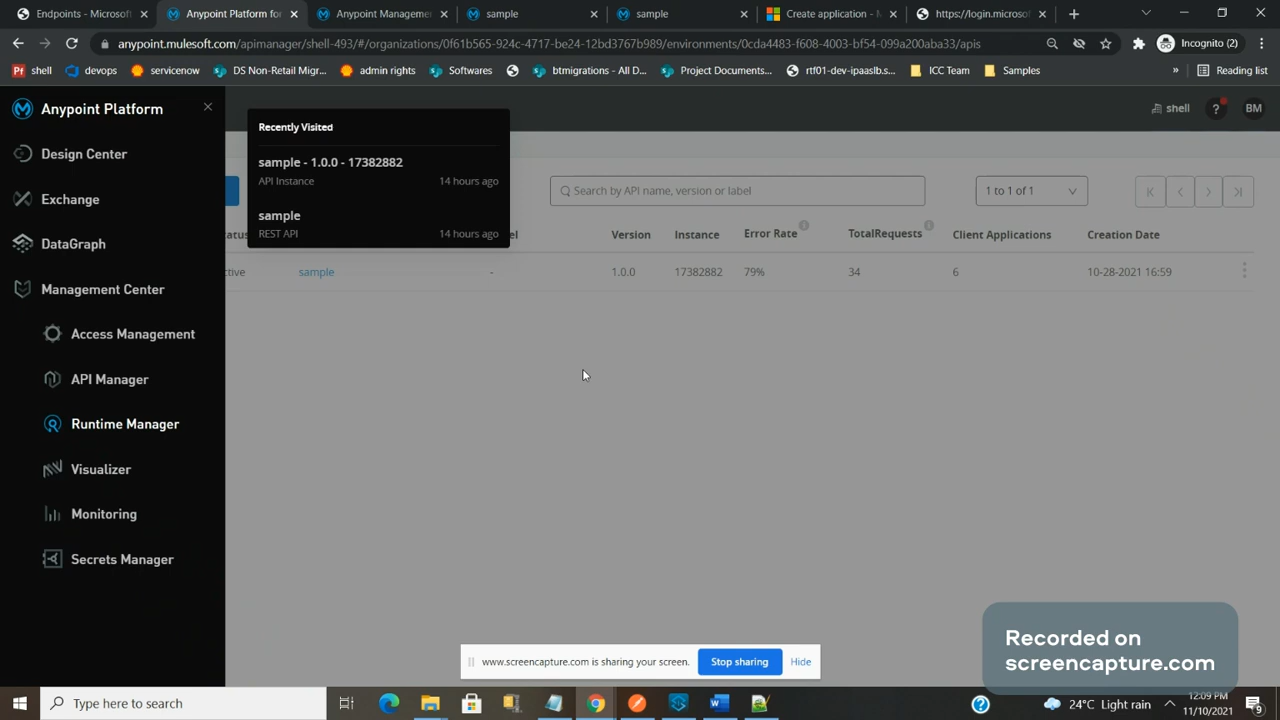 Endpoints - Microsoft
Anypoint Platform for
Anypoint Manageme
sample
sample
Create application - M
https://login.microsof
anypoint.mulesoft.com/apimanager/shell-493/#/organizations/0f61b565-924c-4717-be24-12bd3767b989/environments/0cda4483-f608-4003-bf54-099a200aba33/apis
Incognito (2)
shell
devops
servicenow
DS Non-Retail Migr...
admin rights
Softwares
btmigrations - All D...
Project Documents...
rtf01-dev-ipaaslb.s...
ICC Team
Samples
»
Reading list
Anypoint Platform
shell
?
BM
Recently Visited
sample - 1.0.0 - 17382882
API Instance
14 hours ago
sample
REST API
14 hours ago
Design Center
Exchange
DataGraph
Management Center
Access Management
API Manager
Runtime Manager
Visualizer
Monitoring
Secrets Manager
Search by API name, version or label
1 to 1 of 1
Version
Instance
Error Rate
TotalRequests
Client Applications
Creation Date
ctive
sample
-
1.0.0
17382882
79%
34
6
10-28-2021 16:59
www.screencapture.com is sharing your screen.
Stop sharing
Hide
Recorded on
screencapture.com
Type here to search
24°C Light rain
12:09 PM
11/10/2021